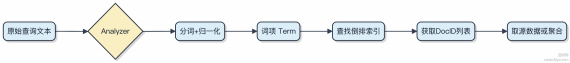 原始查询文本
Analyzer
分词+归一化
词项 Term
查找倒排索引
获取DocID列表
取源数据或聚合